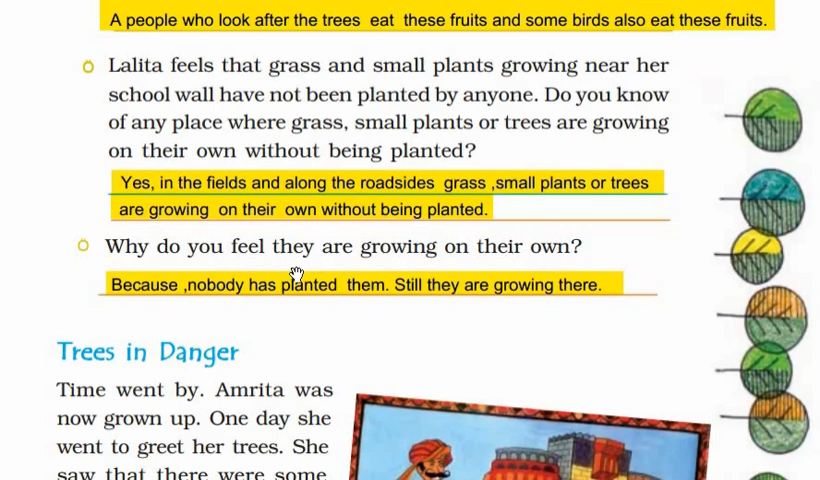 A people who look after the trees eat these fruits and some birds also eat these fruits.
Lalita feels that grass and small plants growing near her
school wall have not been planted by anyone. Do you know
of any place where grass, small plants or trees are growing
on their own without being planted?
Yes, in the fields and along the roadsides grass ,small plants or trees
are growing on their own without being planted.
Why do you feel they are growing on their own?
Because ,nobody has planted them. Still they are growing there.
Trees in Danger
Time went by. Amrita was
now grown up. One day she
went to greet her trees. She
saw that there were some